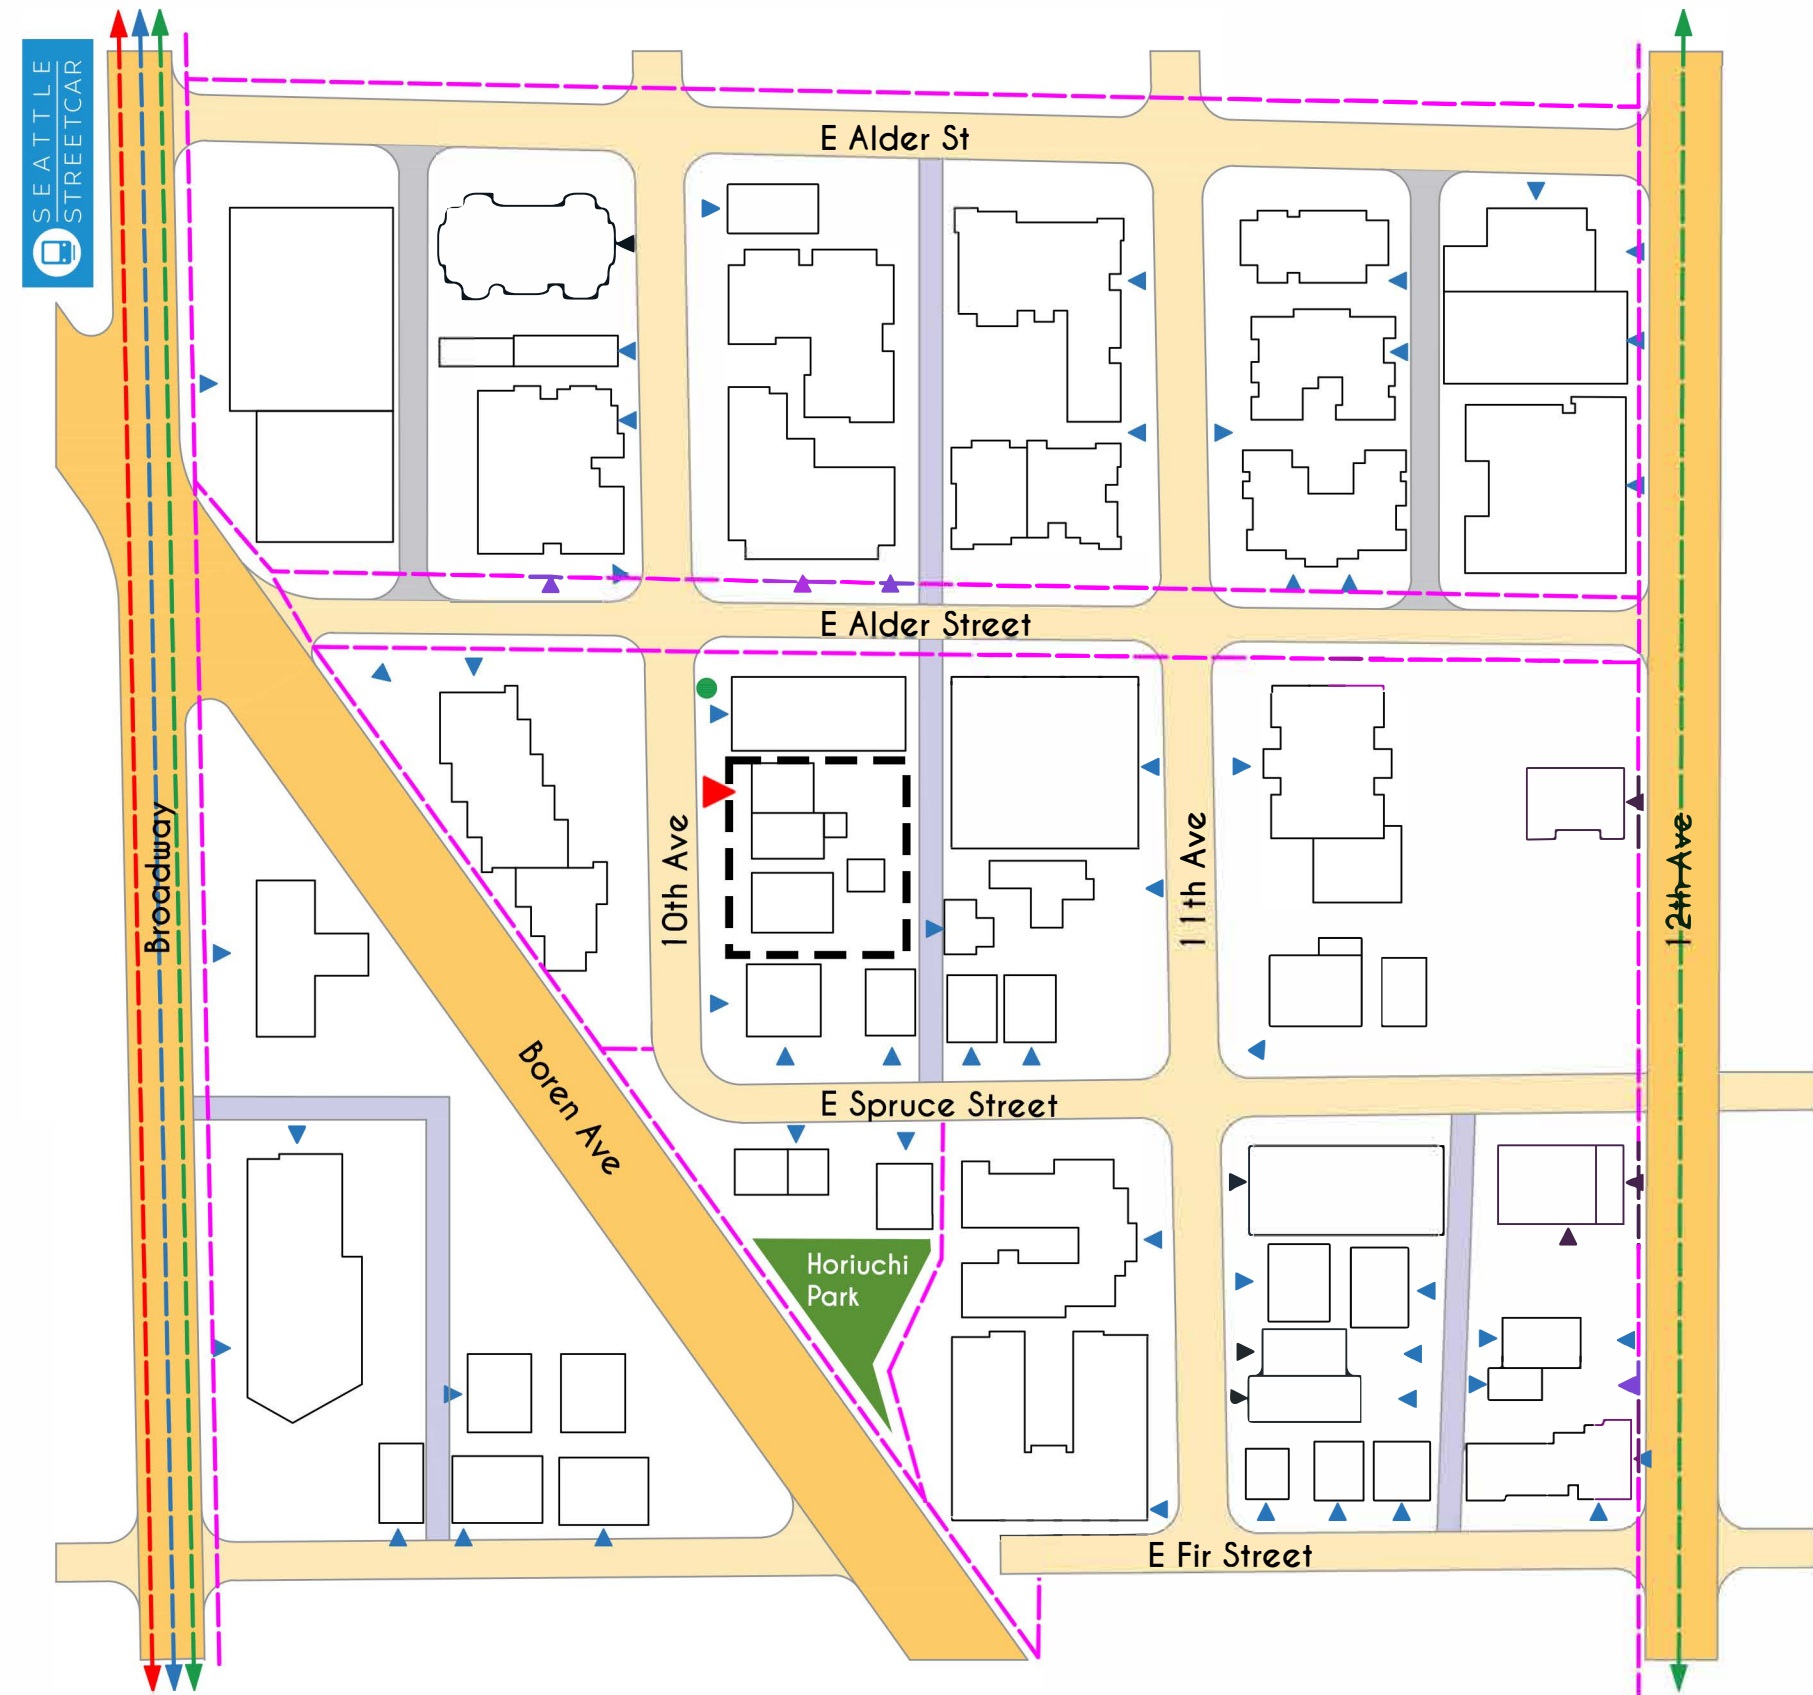 SEATTLE
STREETCAR
E Alder St
E Alder Street
Broadway
10th Ave
11th Ave
12th Ave
Boren Ave
E Spruce Street
Horiuchi
Park
E Fir Street